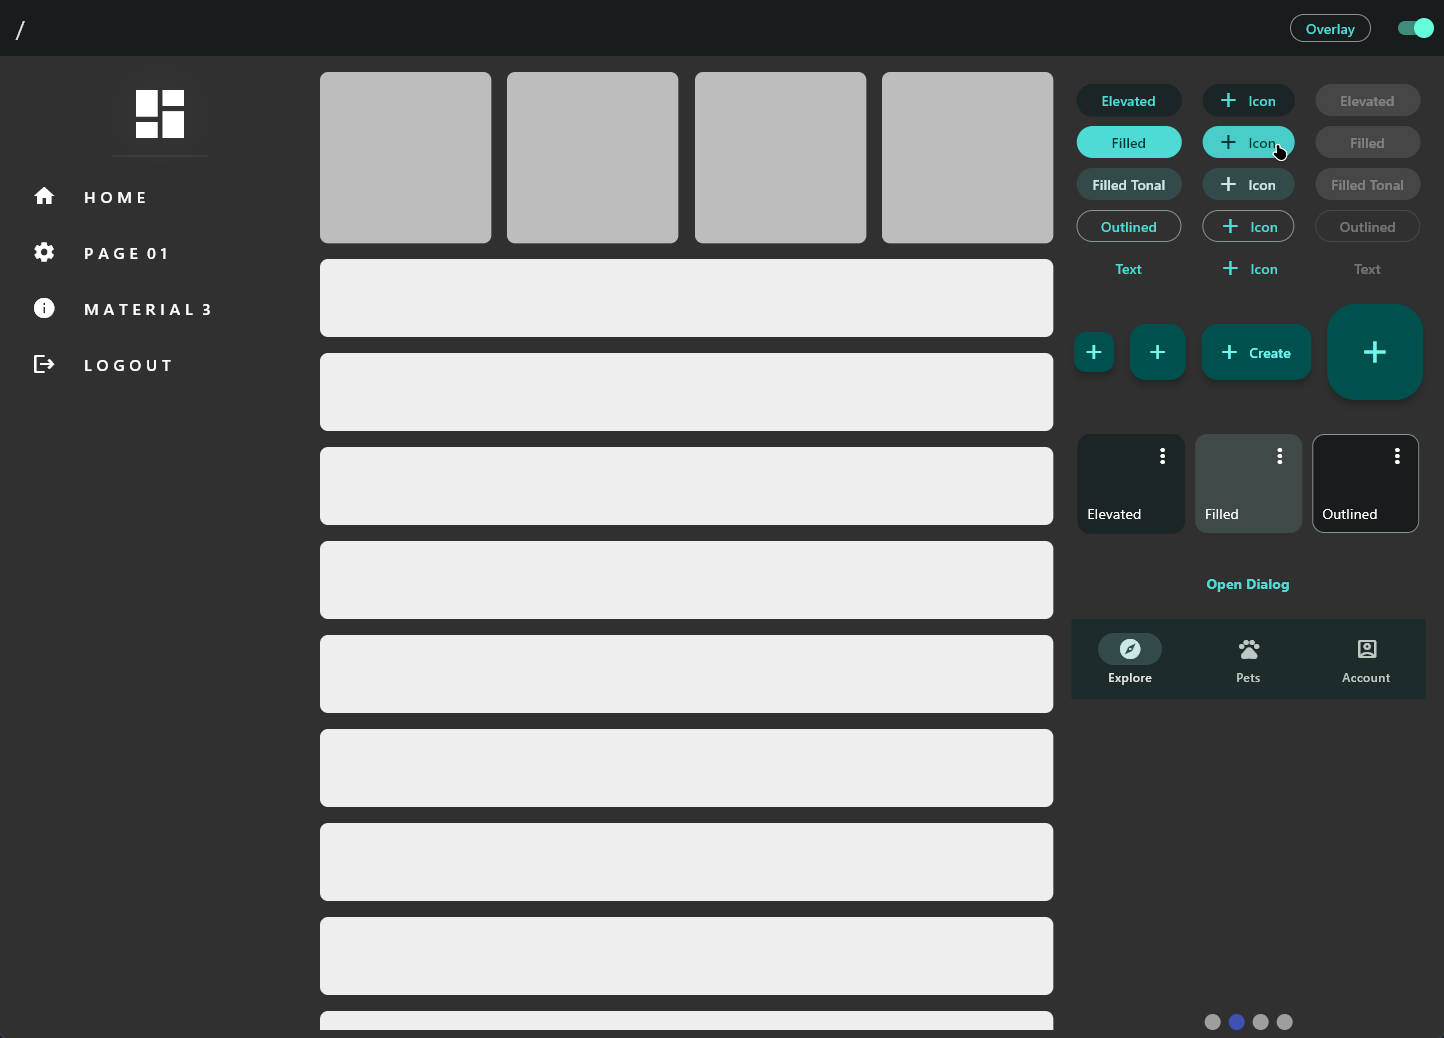 /
Overlay
HOME
PAGE 01
MATERIAL 3
LOGOUT
Elevated Icon Elevated
Filled Icon Filled
Filled Tonal Icon Filled Tonal
Outlined Icon Outlined
Text Icon Text
Create
Elevated Filled Outlined
Open Dialog
Explore Pets Account